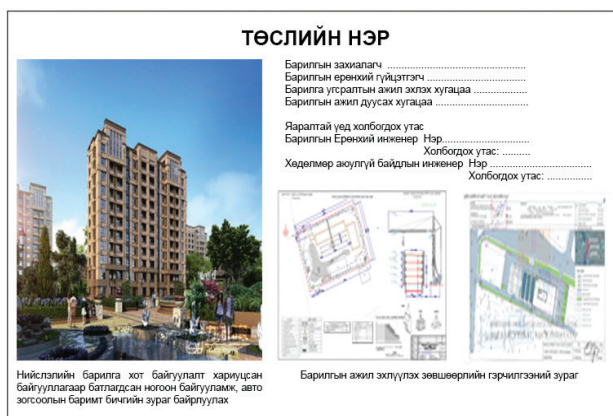 ТӨСЛИЙН НЭР
Барилгын захиалагч ................................................
Барилгын ерөнхий гүйцэтгэгч ..................................
Барилга угсралтын ажил эхлэх хугацаа ...................
Барилгын ажил дуусах хугацаа ................................
Яаралтай үед холбогдох утас
Барилгын Ерөнхий инженер Нэр..............................
Холбогдох утас: ..........
Хөдөлмөр аюулгүй байдлын инженер Нэр ...................................
Холбогдох утас: ................
Нийслэлийн барилга хот байгуулалт хариуцсан
байгууллагаар батлагдсан ногоон байгууламж, авто
зогсоолын баримт бичгийн зураг байрлуулах
Барилгын ажил эхлүүлэх зөвшөөрлийн гэрчилгээний зураг